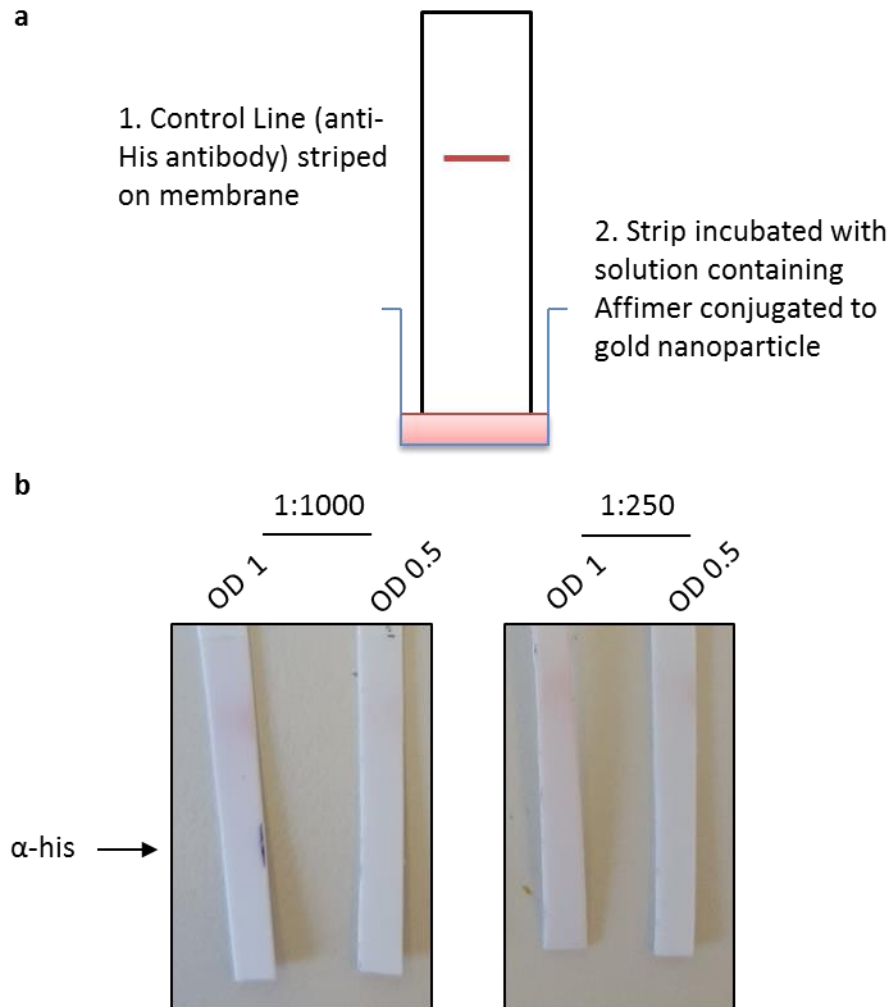 a
1. Control Line (anti-
His antibody) striped
on membrane
2. Strip incubated with
solution containing
Affimer conjugated to
gold nanoparticle
b
1:1000
1:250
OD 1
OD 0.5
OD 1
OD 0.5
α-his